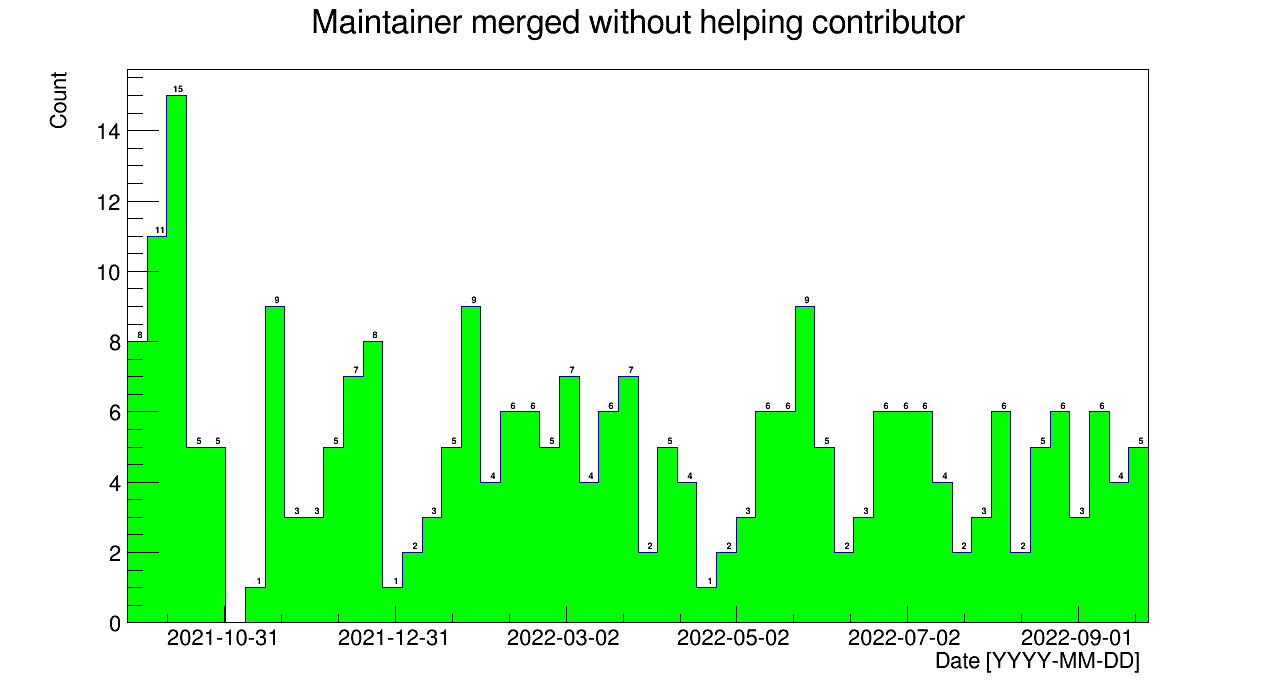 Maintainer merged without helping contributor
Count
15
14
12
11
10
9 9 9
8 8 8
7 7 7
6 6 6 6 6 6 6 6 6 6 6 6
5 5 5 5 5 5 5 5 5
4 4 4 4 4 4
3 3 3 3 3 3 3
2 2 2 2 2 2 2
1 1 1
0
2021-10-31 2021-12-31 2022-03-02 2022-05-02 2022-07-02 2022-09-01
Date [YYYY-MM-DD]